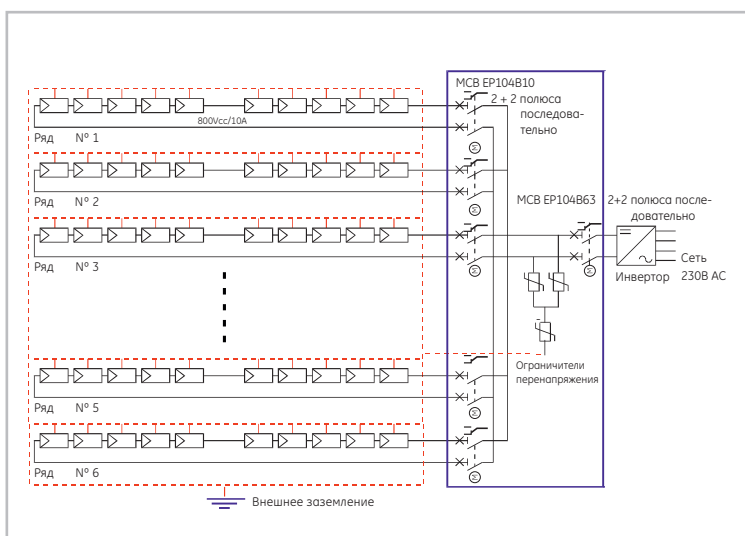 MCB EP104B10
2 + 2 полюса
последова-
тельно
800Vcc/10A
Ряд N° 1
M
Ряд N° 2
M
MCB EP104B63 2+2 полюса после-
довательно
Ряд N° 3
M
M
Сеть
Инвертор 230В AC
Ограничители
перенапряжения
Ряд N° 5
M
Ряд N° 6
M
Внешнее заземление